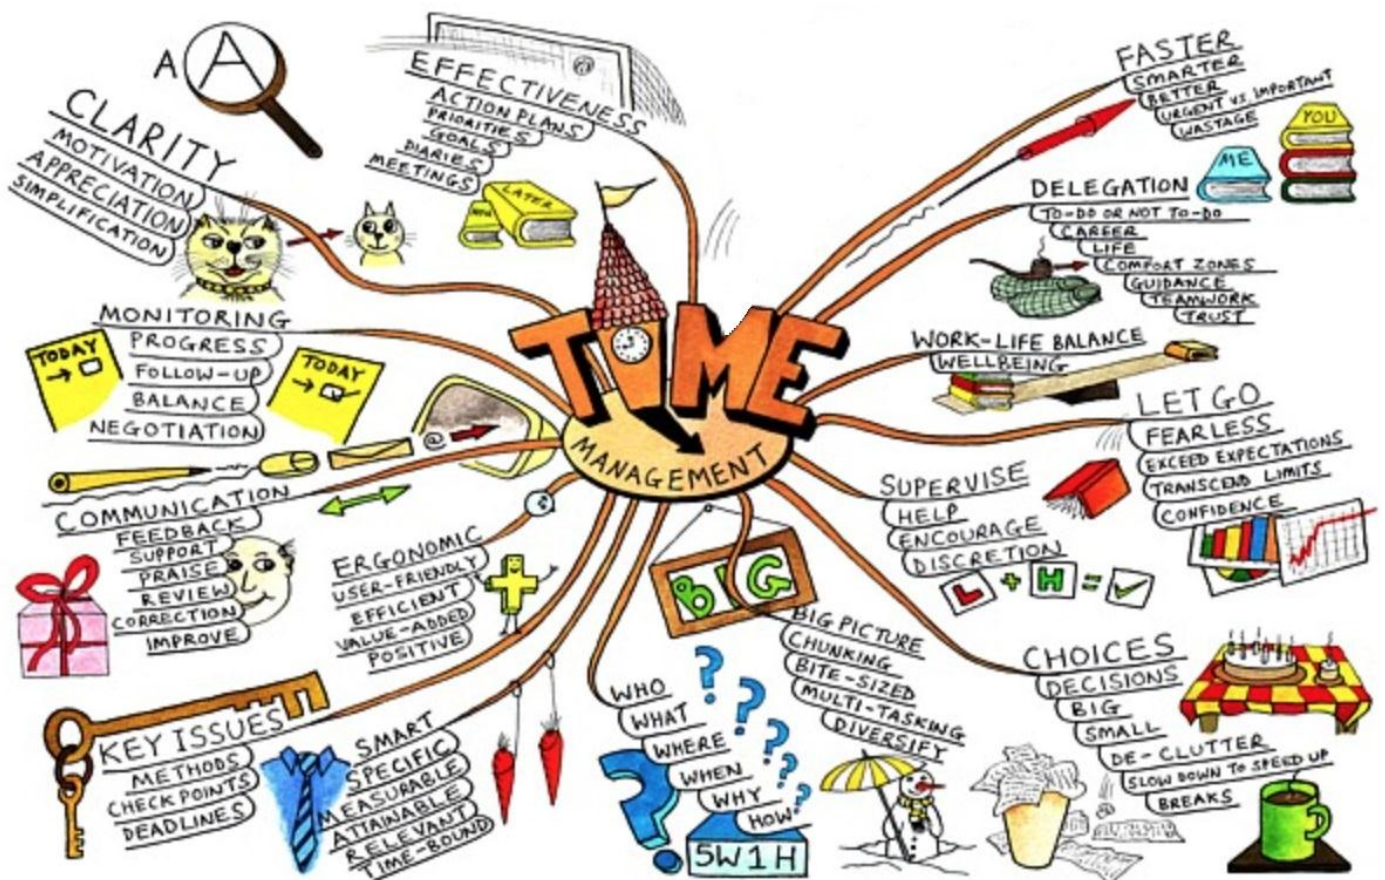 TIME
MANAGEMENT
FASTER
SMARTER
BETTER
URGENT VS IMPORTANT
WASTAGE
YOU
ME
DELEGATION
TO-DO OR NOT TO-DO
CAREER
LIFE
COMFORT ZONES
GUIDANCE
TEAMWORK
TRUST
WORK-LIFE BALANCE
WELLBEING
LET GO
FEARLESS
EXCEED EXPECTATIONS
TRANSCEND LIMITS
CONFIDENCE
SUPERVISE
HELP
ENCOURAGE
DISCRETION
L + H = ✓
CHOICES
DECISIONS
BIG
SMALL
DE-CLUTTER
SLOW DOWN TO SPEED UP
BREAKS
BIG
BIG PICTURE
CHUNKING
BITE-SIZED
MULTI-TASKING
DIVERSIFY
WHO
WHAT
WHERE
WHEN
WHY
HOW
? ? ? ? ? ?
5W1H
SMART
SPECIFIC
MEASURABLE
ATTAINABLE
RELEVANT
TIME-BOUND
KEY ISSUES
METHODS
CHECKPOINTS
DEADLINES
ERGONOMIC
USER-FRIENDLY
EFFICIENT
VALUE-ADDED
POSITIVE
@
COMMUNICATION
FEEDBACK
SUPPORT
PRAISE
REVIEW
CORRECTION
IMPROVE
MONITORING
PROGRESS
FOLLOW-UP
BALANCE
NEGOTIATION
TODAY
TODAY
CLARITY
MOTIVATION
APPRECIATION
SIMPLIFICATION
A A
EFFECTIVENESS
ACTION PLANS
PRIORITIES
GOALS
DIARIES
MEETINGS
NOW
LATER